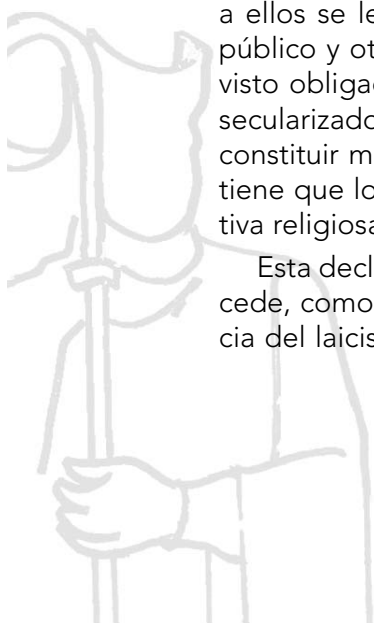 a ellos se le
público y ot
visto obligad
secularizado
constituir m
tiene que lo
tiva religiosa
Esta decl
cede, como
cia del laicis